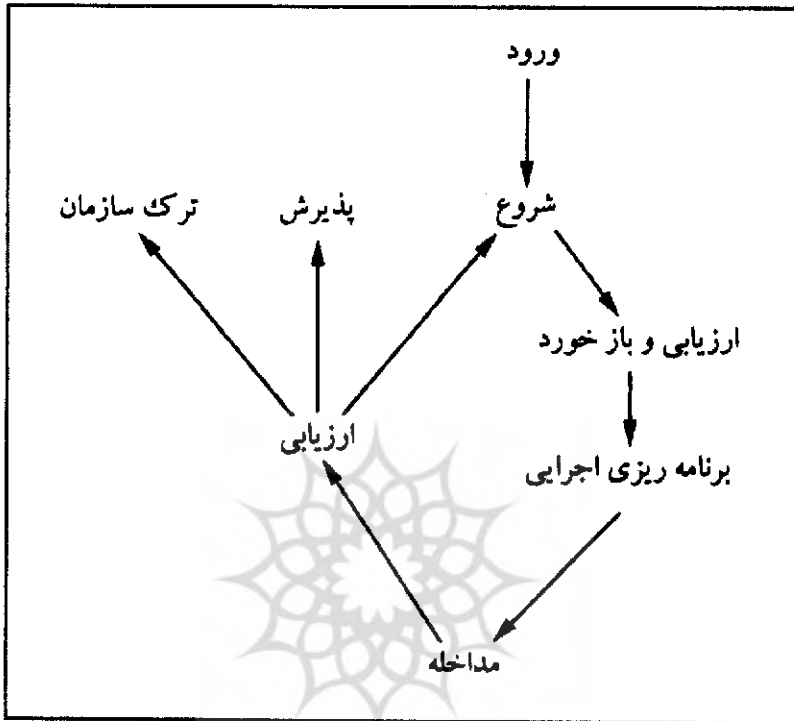 ورود
شروع
پذیرش
ترک سازمان
ارزیابی و باز خورد
ارزیابی
برنامه ریزی اجرایی
مداخله